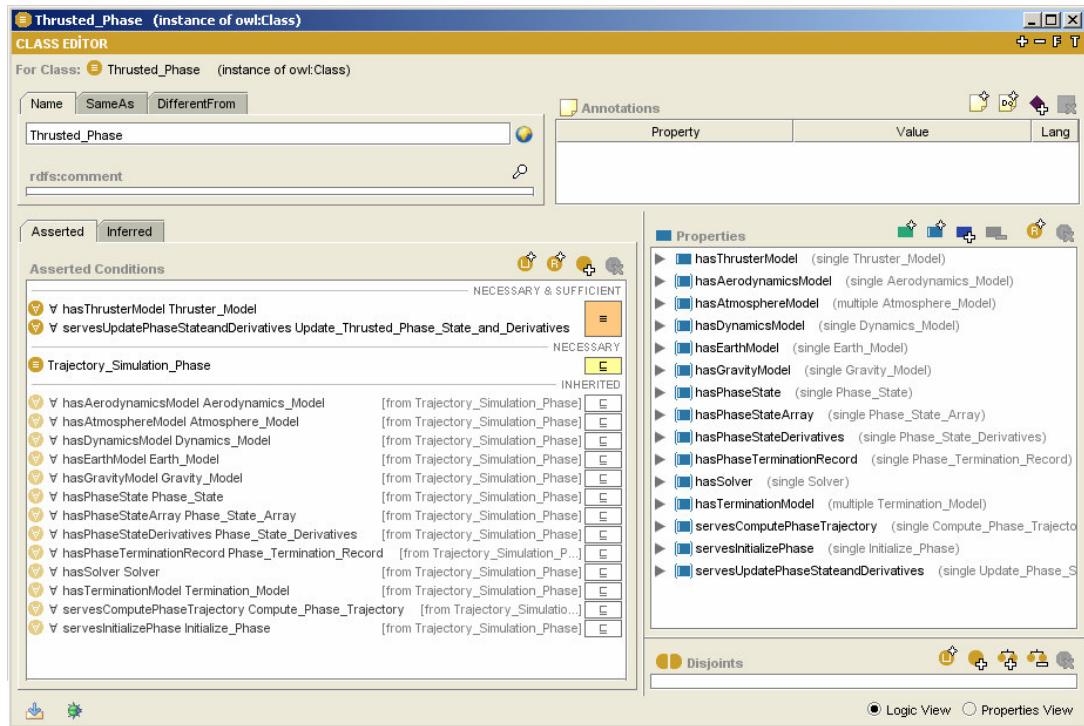 Thrusted_Phase (instance of owl:Class)
CLASS EDİTOR
For Class: Thrusted_Phase (instance of owl:Class)
Name SameAs DifferentFrom
Thrusted_Phase
rdfs:comment
Annotations
Property Value Lang
Asserted Inferred
Asserted Conditions
NECESSARY & SUFFICIENT
∀ hasThrusterModel Thruster_Model
∀ servesUpdatePhaseStateandDerivatives Update_Thrusted_Phase_State_and_Derivatives
≡
NECESSARY
Trajectory_Simulation_Phase ⊑
INHERITED
∀ hasAerodynamicsModel Aerodynamics_Model [from Trajectory_Simulation_Phase] ⊑
∀ hasAtmosphereModel Atmosphere_Model [from Trajectory_Simulation_Phase] ⊑
∀ hasDynamicsModel Dynamics_Model [from Trajectory_Simulation_Phase] ⊑
∀ hasEarthModel Earth_Model [from Trajectory_Simulation_Phase] ⊑
∀ hasGravityModel Gravity_Model [from Trajectory_Simulation_Phase] ⊑
∀ hasPhaseState Phase_State [from Trajectory_Simulation_Phase] ⊑
∀ hasPhaseStateArray Phase_State_Array [from Trajectory_Simulation_Phase] ⊑
∀ hasPhaseStateDerivatives Phase_State_Derivatives [from Trajectory_Simulation_Phase] ⊑
∀ hasPhaseTerminationRecord Phase_Termination_Record [from Trajectory_Simulation_P...] ⊑
∀ hasSolver Solver [from Trajectory_Simulation_Phase] ⊑
∀ hasTerminationModel Termination_Model [from Trajectory_Simulation_Phase] ⊑
∀ servesComputePhaseTrajectory Compute_Phase_Trajectory [from Trajectory_Simulatio...] ⊑
∀ servesInitializePhase Initialize_Phase [from Trajectory_Simulation_Phase] ⊑
Properties
hasThrusterModel (single Thruster_Model)
hasAerodynamicsModel (single Aerodynamics_Model)
hasAtmosphereModel (multiple Atmosphere_Model)
hasDynamicsModel (single Dynamics_Model)
hasEarthModel (single Earth_Model)
hasGravityModel (single Gravity_Model)
hasPhaseState (single Phase_State)
hasPhaseStateArray (single Phase_State_Array)
hasPhaseStateDerivatives (single Phase_State_Derivatives)
hasPhaseTerminationRecord (single Phase_Termination_Record)
hasSolver (single Solver)
hasTerminationModel (multiple Termination_Model)
servesComputePhaseTrajectory (single Compute_Phase_Trajecto
servesInitializePhase (single Initialize_Phase)
servesUpdatePhaseStateandDerivatives (single Update_Phase_S
Disjoints
Logic View Properties View